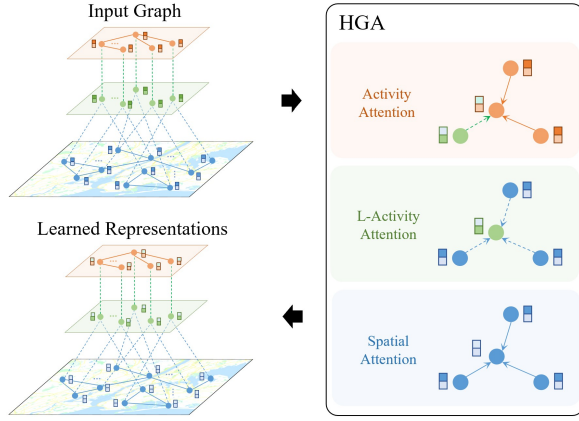 Input Graph
HGA
Activity
Attention
L-Activity
Attention
Learned Representations
Spatial
Attention